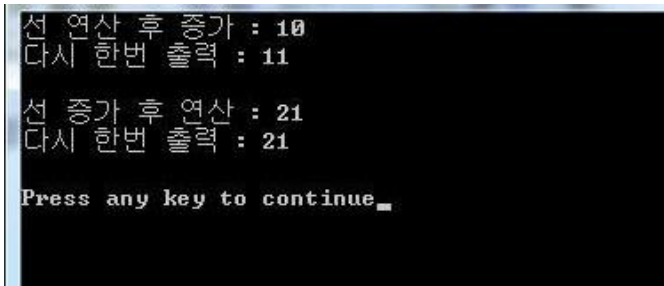 선 연산 후 증가 : 10
다시 한번 출력 : 11
선 증가 후 연산 : 21
다시 한번 출력 : 21
Press any key to continue_